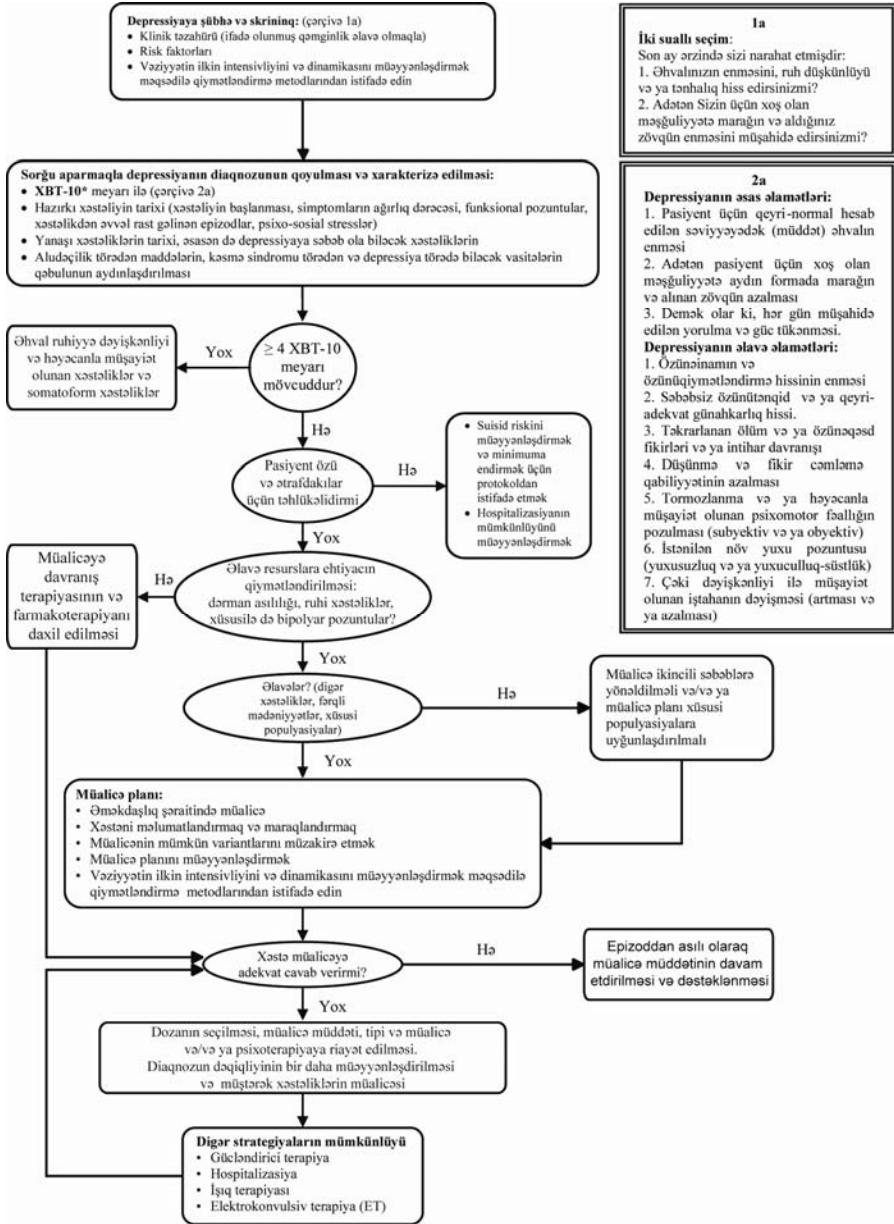 Depressiyaya şübhə və skrininq: (çərçivə 1a)
• Klinik təzahürü (ifadə olunmuş qəmginlik əlavə olmaqla)
• Risk faktorları
• Vəziyyətin ilkin intensivliyini və dinamikasını müəyyənləşdirmək
məqsədilə qiymətləndirmə metodlarından istifadə edin
1a
İki suallı seçim:
Son ay ərzində sizi narahat etmişdir:
1. Əhvalınızın enməsini, ruh düşkünlüyü
və ya tənhalıq hiss edirsinizmi?
2. Adətən Sizin üçün xoş olan
məşğuliyyətə marağın və aldığınız
zövqün enməsini müşahidə edirsinizmi?
Sorğu aparmaqla depressiyanın diaqnozunun qoyulması və xarakterizə edilməsi:
• XBT-10* meyarı ilə (çərçivə 2a)
• Hazırkı xəstəliyin tarixi (xəstəliyin başlanması, simptomların ağırlıq dərəcəsi, funksional pozuntular,
xəstəlikdən əvvəl rast gəlinən epizodlar, psixo-sosial stresslər)
• Yanaşı xəstəliklərin tarixi, əsasən də depressiyaya səbəb ola biləcək xəstəliklərin
• Aludəçilik törədən maddələrin, kəsmə sindromu törədən və depressiya törədə biləcək vasitələrin
qəbulunun aydınlaşdırılması
2a
Depressiyanın əsas əlamətləri:
1. Pasiyent üçün qeyri-normal hesab
edilən səviyyəyədək (müddət) əhvalın
enməsi
2. Adətən pasiyent üçün xoş olan
məşğuliyyətə aydın formada marağın
və alınan zövqün azalması
3. Demək olar ki, hər gün müşahidə
edilən yorulma və güc tükənməsi.
Depressiyanın əlavə əlamətləri:
1. Özünəinamın və
özünüqiymətləndirmə hissinin enməsi
2. Səbəbsiz özünütənqid və ya qeyri-
adekvat günahkarlıq hissi.
3. Təkrarlanan ölüm və ya özünəqəsd
fikirləri və ya intihar davranışı
4. Düşünmə və fikir cəmləmə
qabiliyyətinin azalması
5. Tormozlanma və ya həyəcanla
müşayiət olunan psixomotor fəallığın
pozulması (subyektiv və ya obyektiv)
6. İstənilən növ yuxu pozuntusu
(yuxusuzluq və ya yuxuculluq-süstlük)
7. Çəki dəyişkənliyi ilə müşayiət
olunan iştahanın dəyişməsi (artması və
ya azalması)
≥ 4 XBT-10
meyarı
mövcuddur?
Yox
Əhval ruhiyyə dəyişkənliyi
və həyəcanla müşayiət
olunan xəstəliklər və
somatoform xəstəliklər
Hə
Pasiyent özü
və ətrafdakılar
üçün təhlükəlidirmi
Hə
• Suisid riskini
müəyyənləşdirmək
və minimuma
endirmək üçün
protokoldan
istifadə etmək
• Hospitalizasiyanın
mümkünlüyünü
müəyyənləşdirmək
Yox
Əlavə resurslara ehtiyacın
qiymətləndirilməsi:
dərman asılılığı, ruhi xəstəliklər,
xüsusilə də bipolyar pozuntular?
Hə
Müalicəyə
davranış
terapiyasının və
farmakoterapiyanı
daxil edilməsi
Yox
Əlavələr? (digər
xəstəliklər, fərqli
mədəniyyətlər, xüsusi
populyasiyalar)
Hə
Müalicə ikincili səbəblərə
yönəldilməli və/və ya
müalicə planı xüsusi
populyasiyalara
uyğunlaşdırılmalı
Yox
Müalicə planı:
• Əməkdaşlıq şəraitində müalicə
• Xəstəni məlumatlandırmaq və maraqlandırmaq
• Müalicənin mümkün variantlarını müzakirə etmək
• Müalicə planını müəyyənləşdirmək
• Vəziyyətin ilkin intensivliyini və dinamikasını müəyyənləşdirmək məqsədilə
qiymətləndirmə metodlarından istifadə edin
Xəstə müalicəyə
adekvat cavab verirmi?
Hə
Epizoddan asılı olaraq
müalicə müddətinin davam
etdirilməsi və dəstəklənməsi
Yox
Dozanın seçilməsi, müalicə müddəti, tipi və müalicə
və/və ya psixoterapiyaya riayət edilməsi.
Diaqnozun dəqiqliyinin bir daha müəyyənləşdirilməsi
və müştərək xəstəliklərin müalicəsi
Digər strategiyaların mümkünlüyü
• Gücləndirici terapiya
• Hospitalizasiya
• İşıq terapiyası
• Elektrokonvulsiv terapiya (ET)